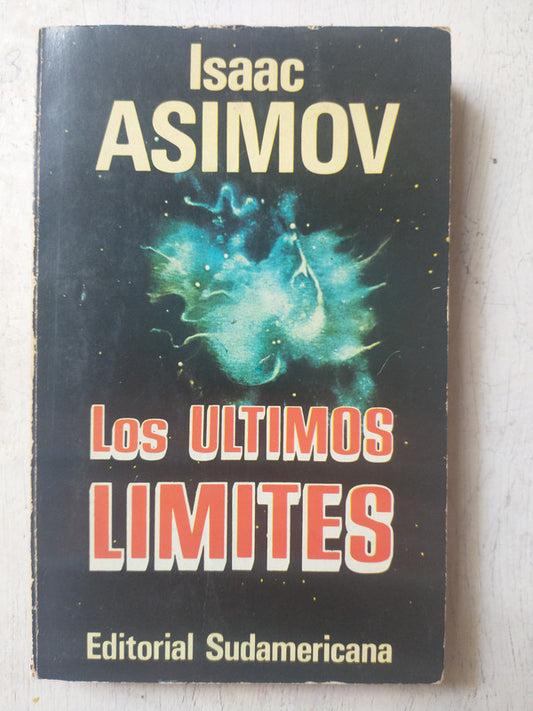 Isaac
ASIMOV
Los ULTIMOS
LIMITES
Editorial Sudamericana